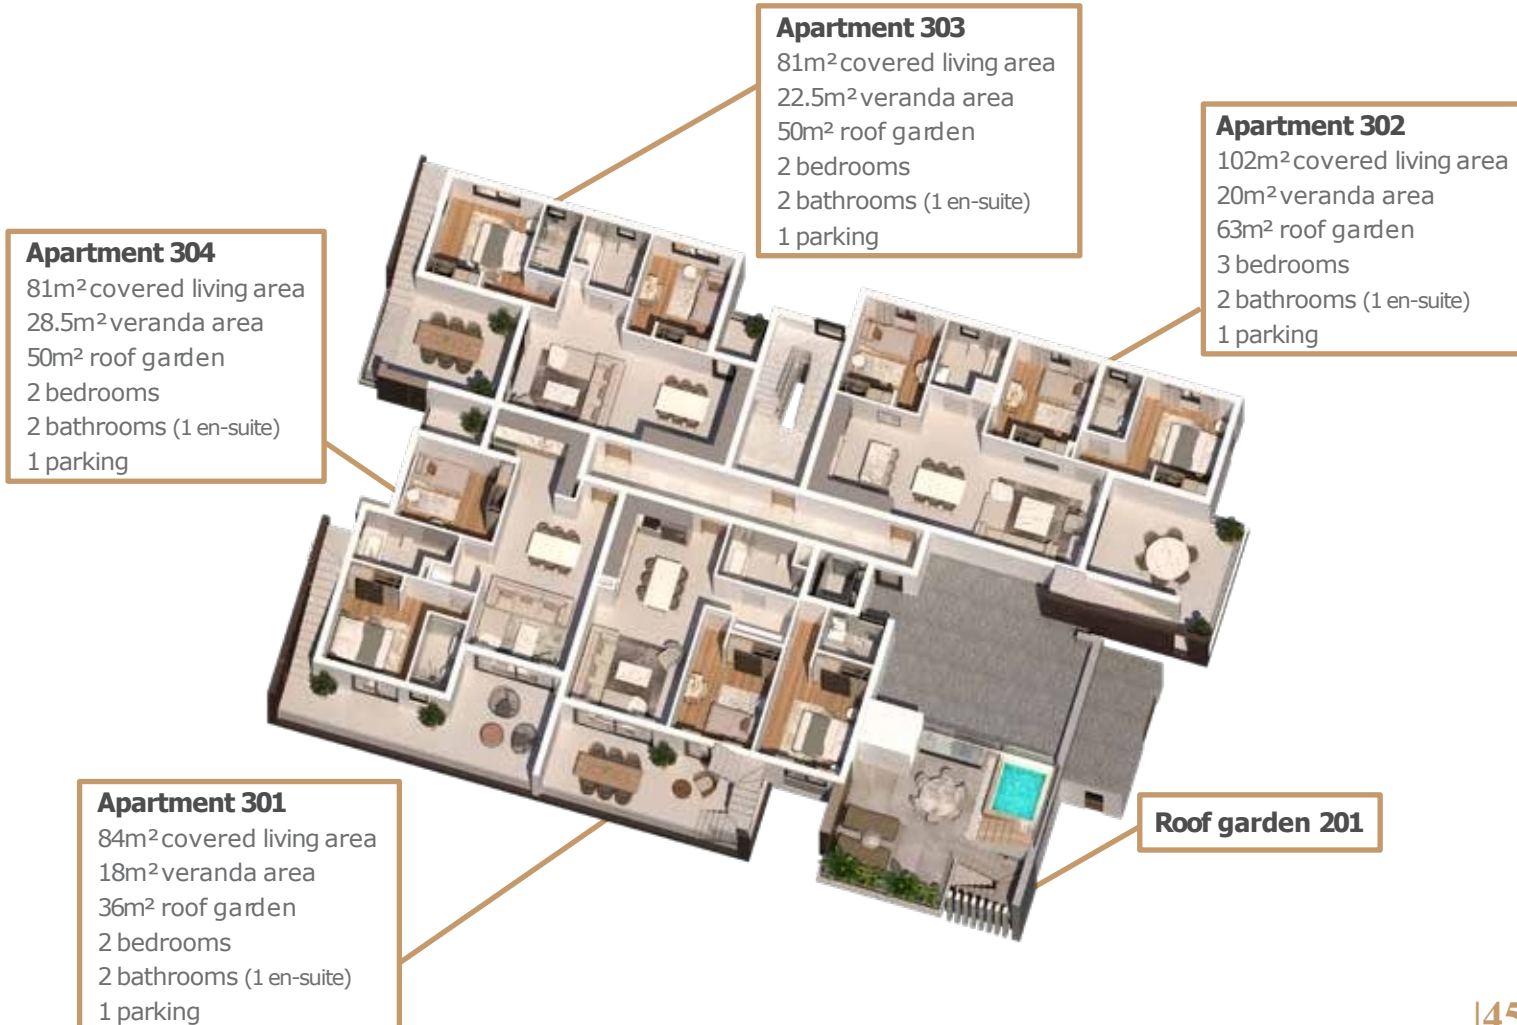 Apartment 303
81m² covered living area
22.5m² veranda area
50m² roof garden
2 bedrooms
2 bathrooms (1 en-suite)
1 parking
Apartment 302
102m² covered living area
20m² veranda area
63m² roof garden
3 bedrooms
2 bathrooms (1 en-suite)
1 parking
Apartment 304
81m² covered living area
28.5m² veranda area
50m² roof garden
2 bedrooms
2 bathrooms (1 en-suite)
1 parking
Apartment 301
84m² covered living area
18m² veranda area
36m² roof garden
2 bedrooms
2 bathrooms (1 en-suite)
1 parking
Roof garden 201
|45